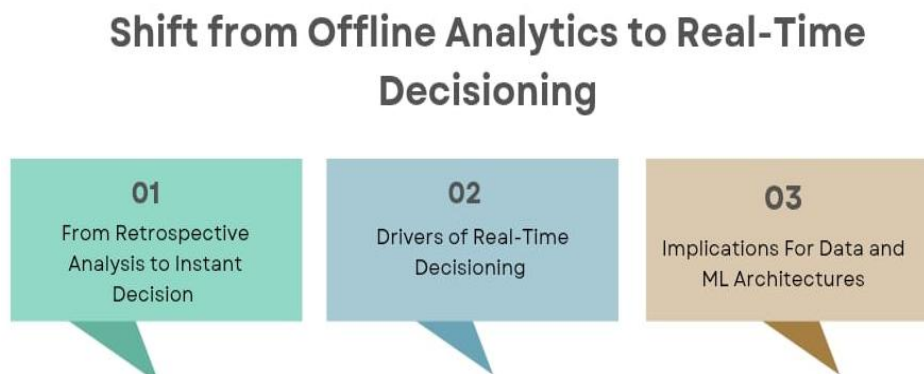 Shift from Offline Analytics to Real-Time
Decisioning
01
From Retrospective
Analysis to Instant
Decision
02
Drivers of Real-Time
Decisioning
03
Implications For Data and
ML Architectures